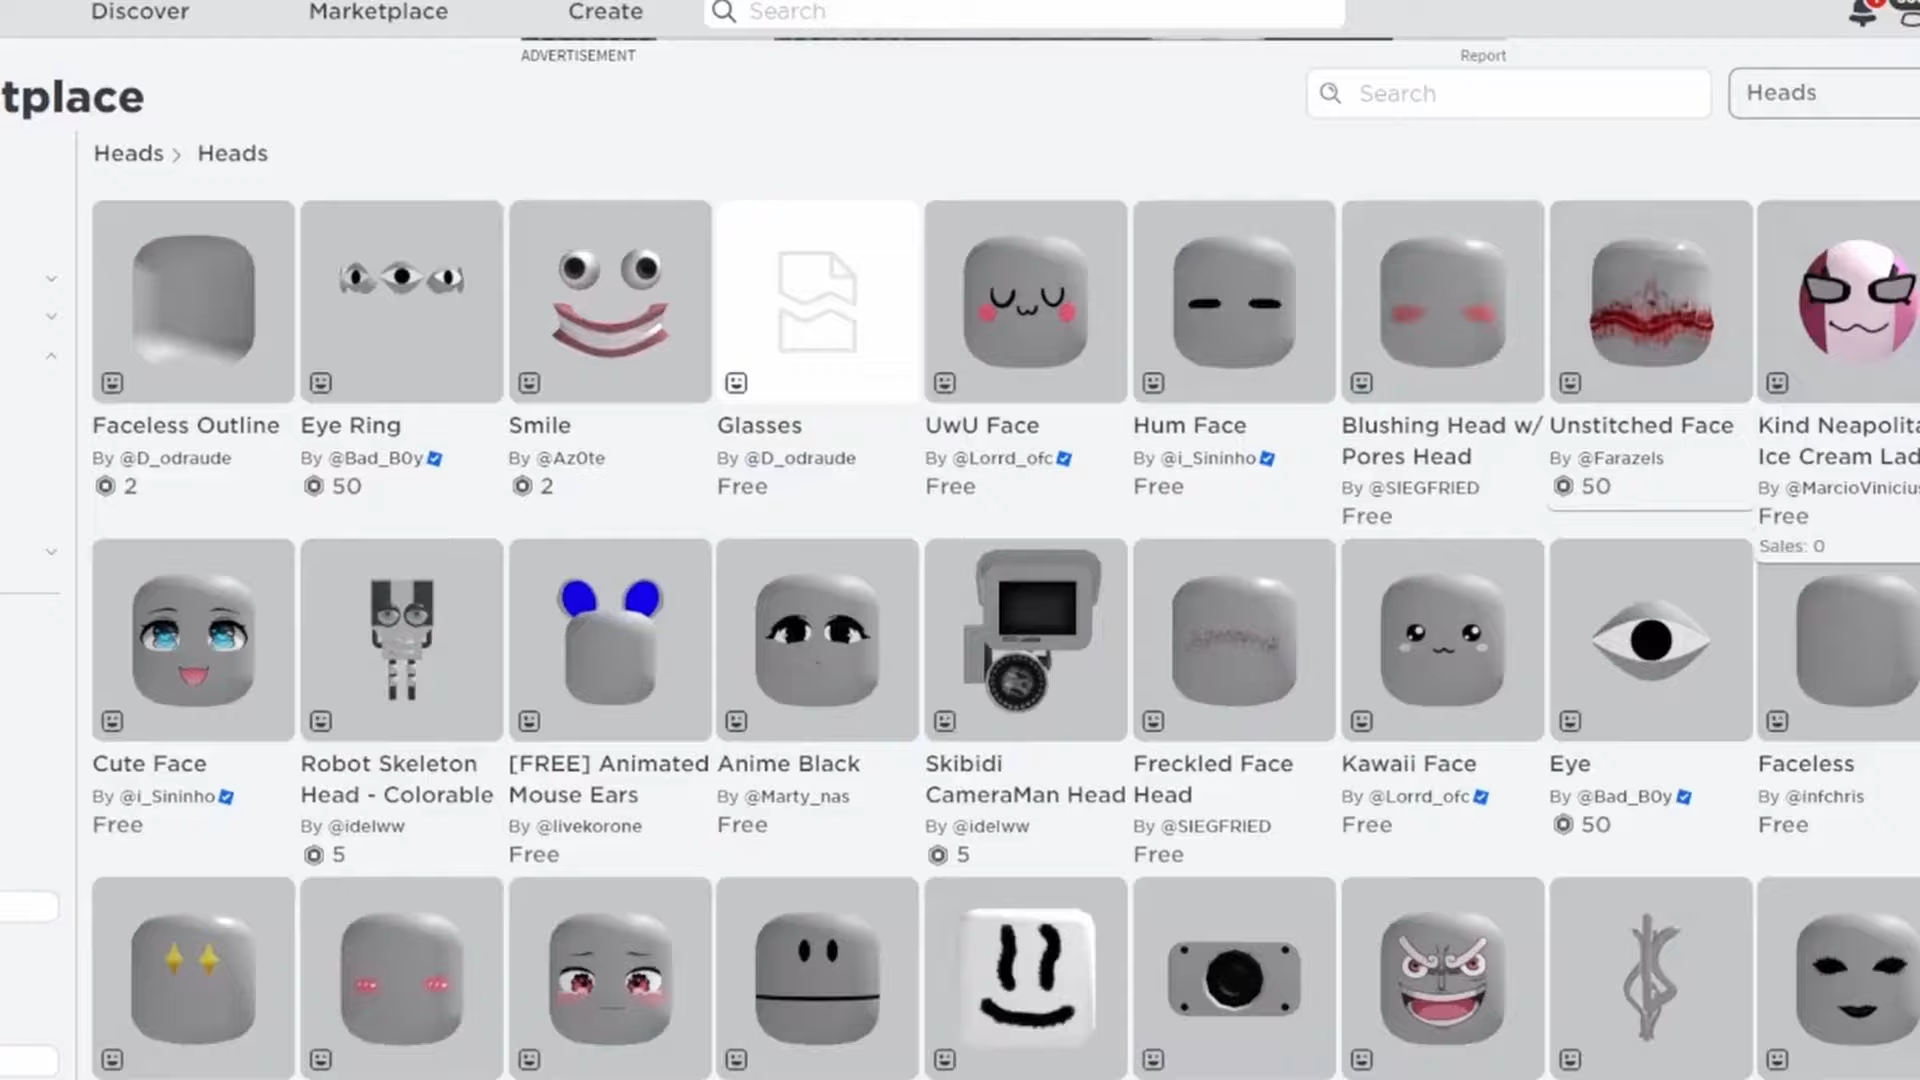 Discover Marketplace Create Search
ADVERTISEMENT Report
tplace Search Heads
Heads > Heads
Faceless Outline
By @D_odraude
2
Eye Ring
By @Bad_B0y
50
Smile
By @Az0te
2
Glasses
By @D_odraude
Free
UwU Face
By @Lorrd_ofc
Free
Hum Face
By @i_Sininho
Free
Blushing Head w/
Pores Head
By @SIEGFRIED
Free
Unstitched Face
By @Farazels
50
Kind Neapolita
Ice Cream Lad
By @MarcioVinicius
Free
Sales: 0
Cute Face
By @i_Sininho
Free
Robot Skeleton
Head - Colorable
By @idelww
5
[FREE] Animated
Mouse Ears
By @livekorone
Free
Anime Black
By @Marty_nas
Free
Skibidi
CameraMan Head
By @idelww
5
Freckled Face
Head
By @SIEGFRIED
Free
Kawaii Face
By @Lorrd_ofc
Free
Eye
By @Bad_B0y
50
Faceless
By @infchris
Free